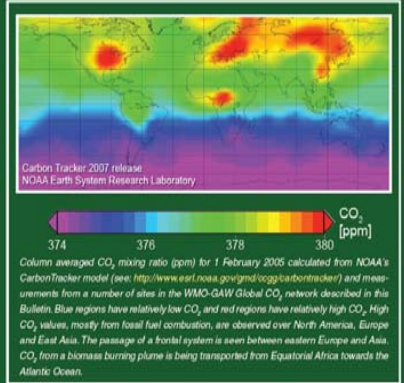 Carbon Tracker 2007 release
NOAA Earth System Research Laboratory
CO₂
[ppm]
374 376 378 380
Column averaged CO₂ mixing ratio (ppm) for 1 February 2005 calculated from NOAA's
CarbonTracker model (see: http://www.esrl.noaa.gov/gmd/ccgg/carbontracker/) and meas-
urements from a number of sites in the WMO-GAW Global CO₂ network described in this
Bulletin. Blue regions have relatively low CO₂ and red regions have relatively high CO₂. High
CO₂ values, mostly from fossil fuel combustion, are observed over North America, Europe
and East Asia. The passage of a frontal system is seen between eastern Europe and Asia.
CO₂ from a biomass burning plume is being transported from Equatorial Africa towards the
Atlantic Ocean.